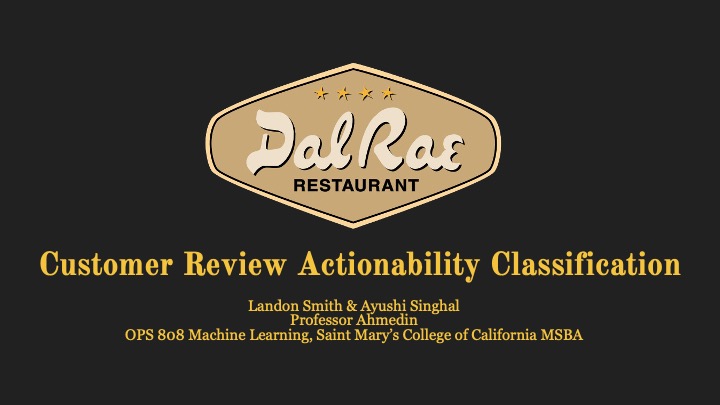 Dal Rae
RESTAURANT
Customer Review Actionability Classification
Landon Smith & Ayushi Singhal
Professor Ahmedin
OPS 808 Machine Learning, Saint Mary's College of California MSBA